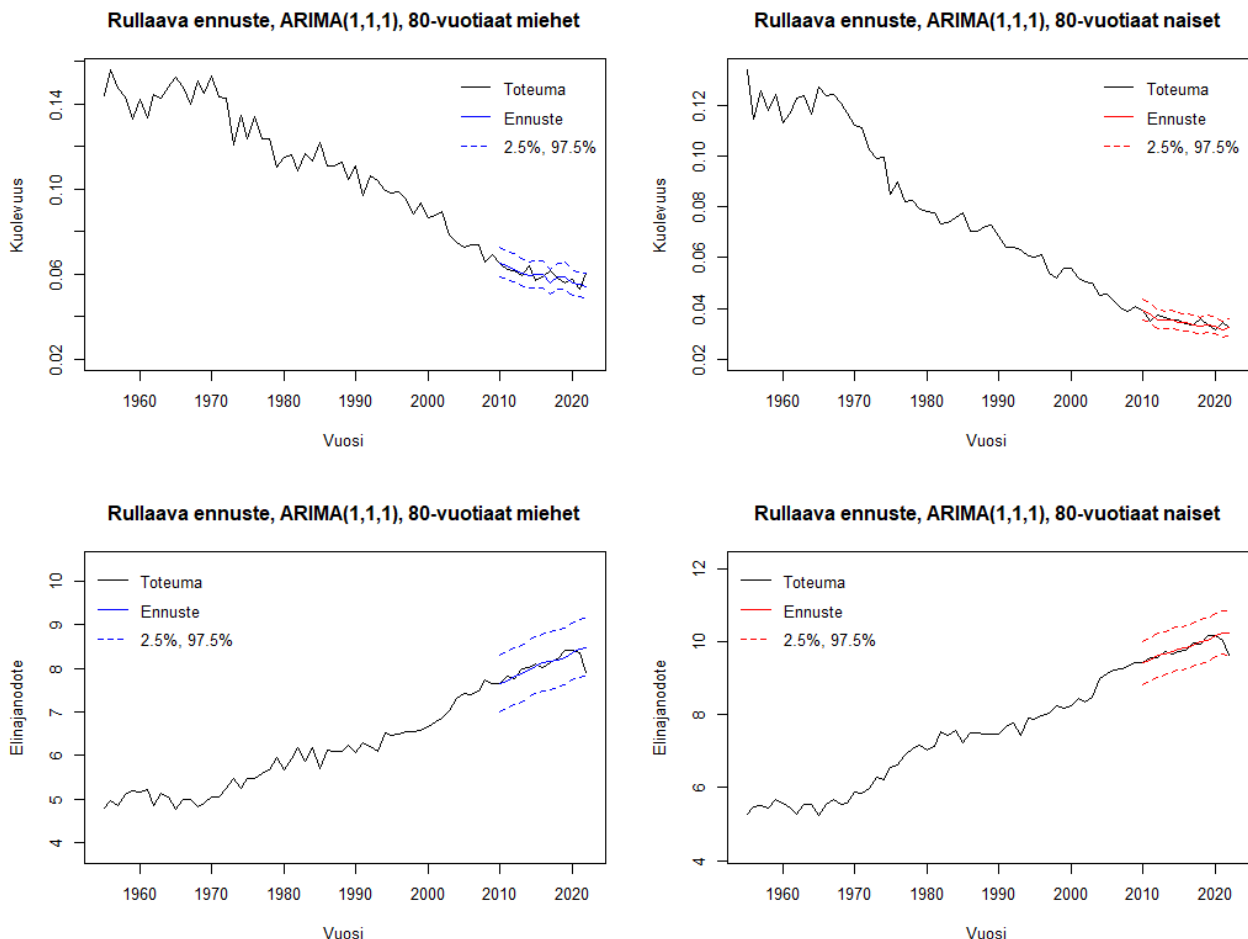 Rullaava ennuste, ARIMA(1,1,1), 80-vuotiaat miehet
Kuolevuus
0.14
0.10
0.06
0.02
Toteuma
Ennuste
2.5%, 97.5%
1960 1970 1980 1990 2000 2010 2020
Vuosi
Rullaava ennuste, ARIMA(1,1,1), 80-vuotiaat naiset
Kuolevuus
0.12
0.10
0.08
0.06
0.04
0.02
Toteuma
Ennuste
2.5%, 97.5%
1960 1970 1980 1990 2000 2010 2020
Vuosi
Rullaava ennuste, ARIMA(1,1,1), 80-vuotiaat miehet
Elinajanodote
10
9
8
7
6
5
4
Toteuma
Ennuste
2.5%, 97.5%
1960 1970 1980 1990 2000 2010 2020
Vuosi
Rullaava ennuste, ARIMA(1,1,1), 80-vuotiaat naiset
Elinajanodote
12
10
8
6
4
Toteuma
Ennuste
2.5%, 97.5%
1960 1970 1980 1990 2000 2010 2020
Vuosi